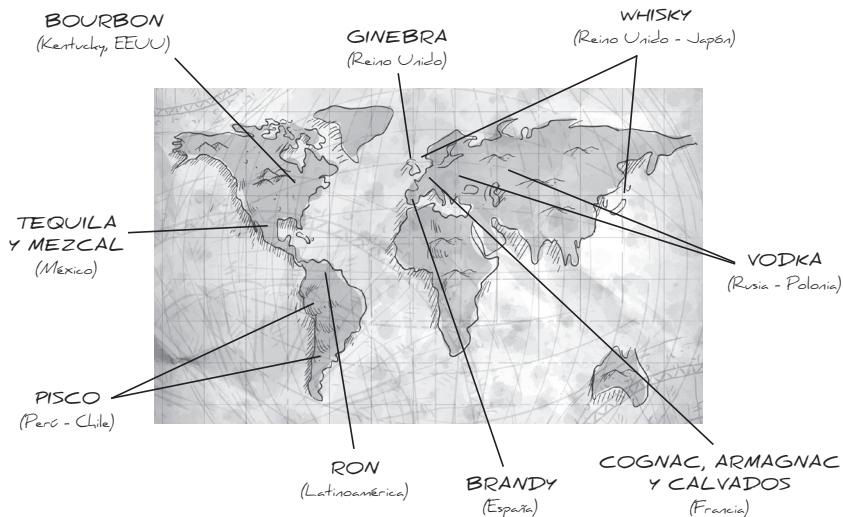 BOURBON
(Kentucky, EEUU)
GINEBRA
(Reino Unido)
WHISKY
(Reino Unido - Japón)
TEQUILA
Y MEZCAL
(México)
VODKA
(Rusia - Polonia)
PISCO
(Perú - Chile)
RON
(Latinoamérica)
BRANDY
(España)
COGNAC, ARMAGNAC
Y CALVADOS
(Francia)